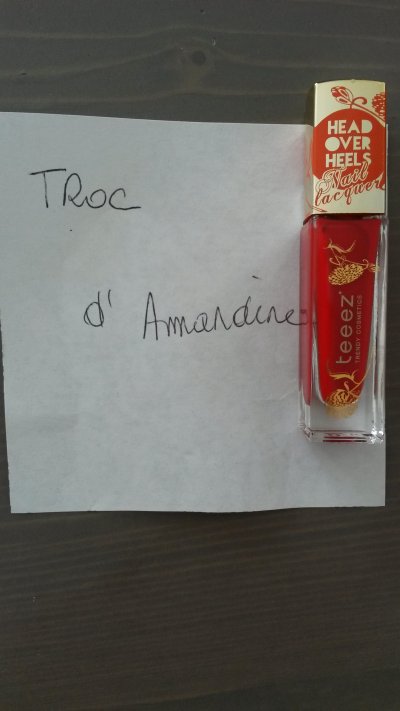 TROC
d' Amandine
HEAD
OVER
HEELS
Nail
lacquer
teeez
TRENDY COSMETICS